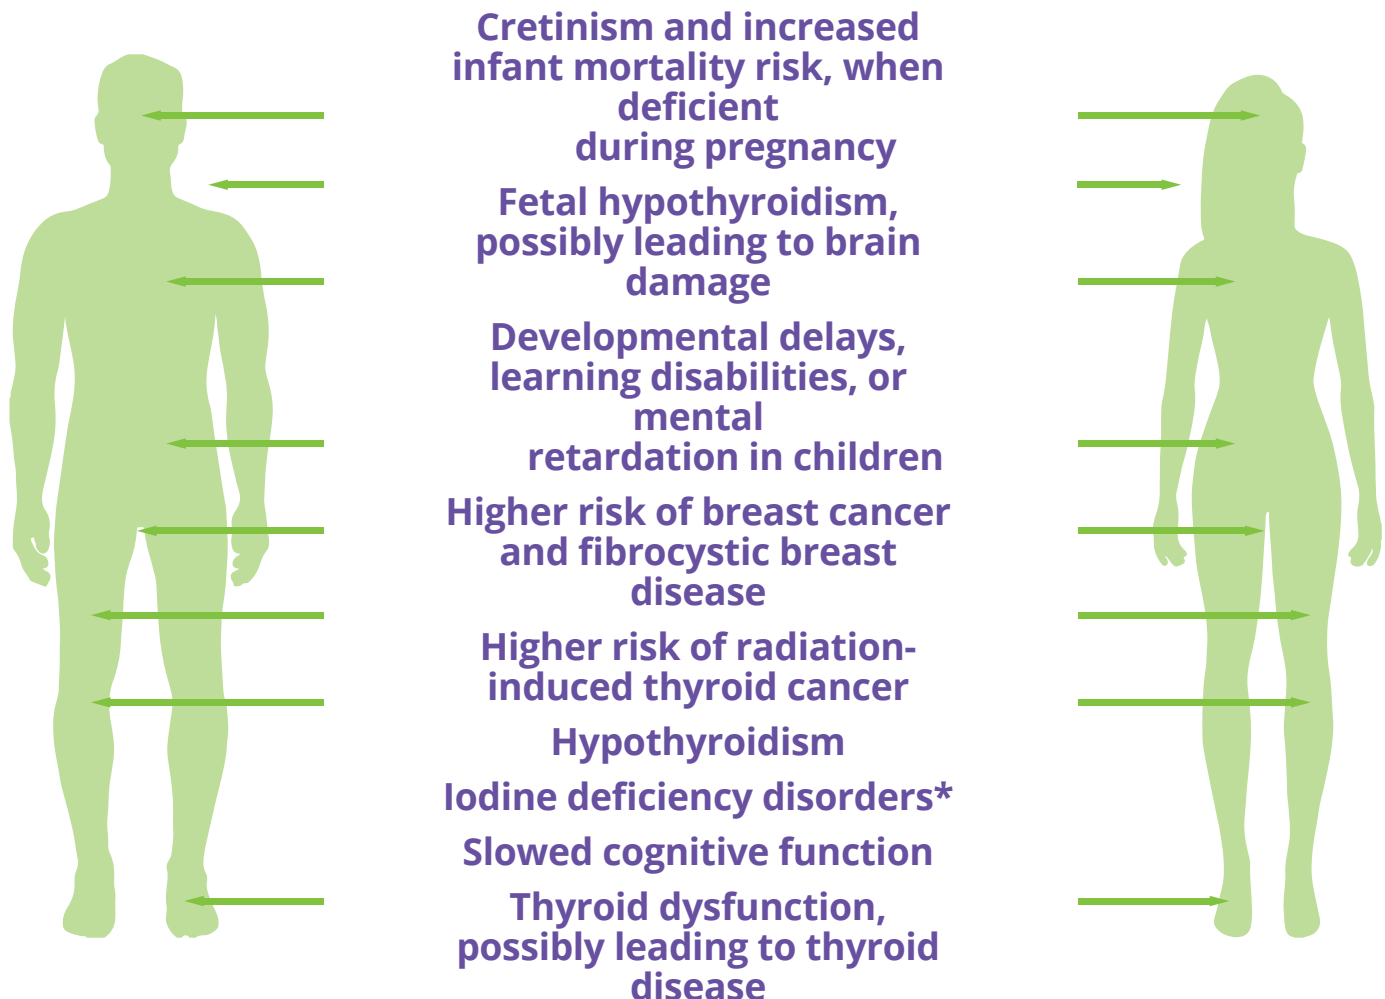 Cretinism and increased
infant mortality risk, when
deficient
during pregnancy
Fetal hypothyroidism,
possibly leading to brain
damage
Developmental delays,
learning disabilities, or
mental
retardation in children
Higher risk of breast cancer
and fibrocystic breast
disease
Higher risk of radiation-
induced thyroid cancer
Hypothyroidism
Iodine deficiency disorders*
Slowed cognitive function
Thyroid dysfunction,
possibly leading to thyroid
disease